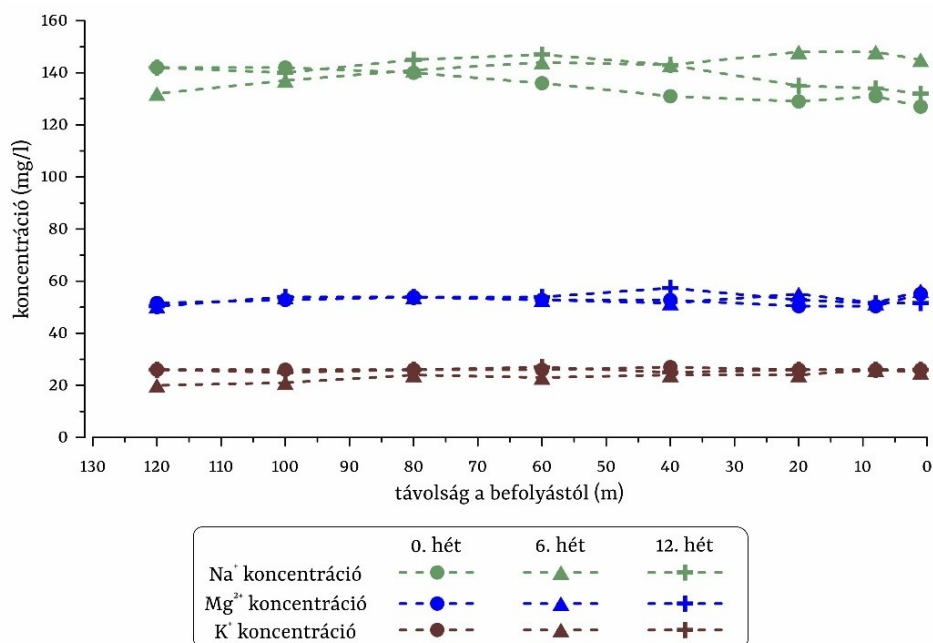 160
140
120
100
80
60
40
20
0
koncentráció (mg/l)
130 120 110 100 90 80 70 60 50 40 30 20 10 0
távolság a befolyástól (m)
0. hét 6. hét 12. hét
Na⁺ koncentráció
Mg²⁺ koncentráció
K⁺ koncentráció